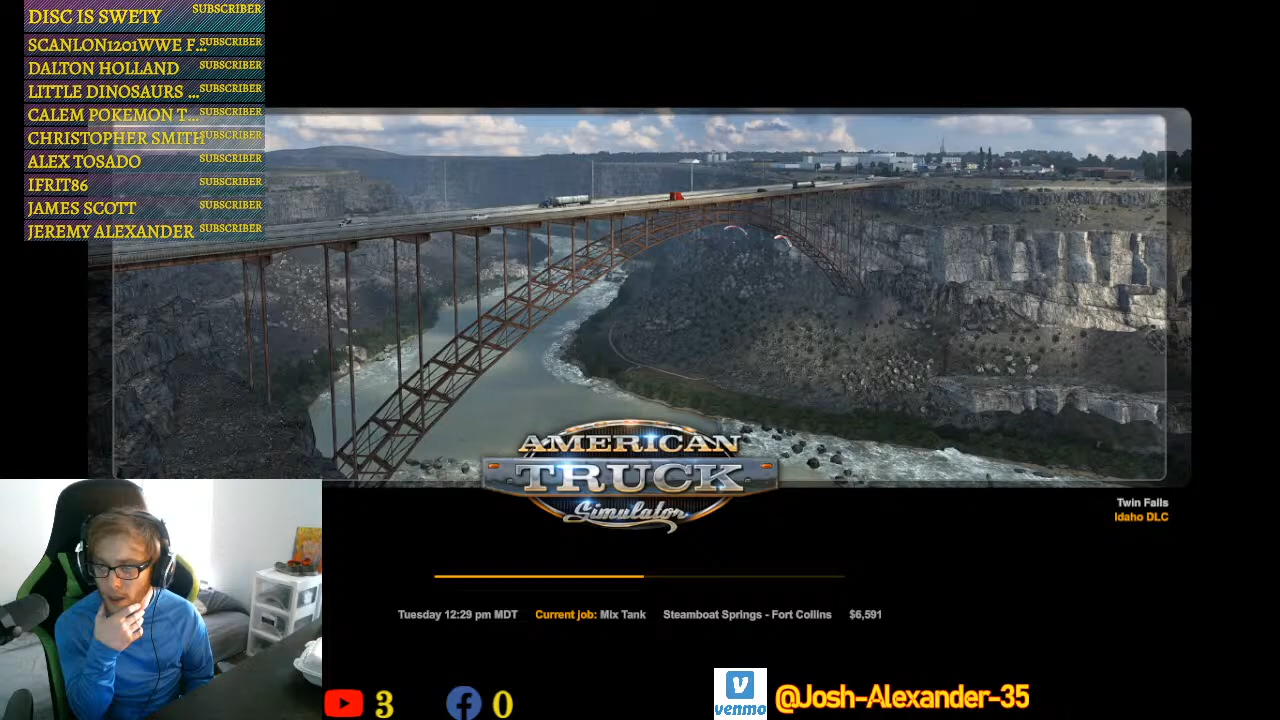 DISC IS SWETY SUBSCRIBER
SCANLON1201WWE F... SUBSCRIBER
DALTON HOLLAND SUBSCRIBER
LITTLE DINOSAURS ... SUBSCRIBER
CALEM POKEMON T... SUBSCRIBER
CHRISTOPHER SMITH SUBSCRIBER
ALEX TOSADO SUBSCRIBER
IFRIT86 SUBSCRIBER
JAMES SCOTT SUBSCRIBER
JEREMY ALEXANDER SUBSCRIBER
AMERICAN
TRUCK
Simulator
Twin Falls
Idaho DLC
Tuesday 12:29 pm MDT Current job: Mix Tank Steamboat Springs - Fort Collins $6,591
3 0 venmo @Josh-Alexander-35